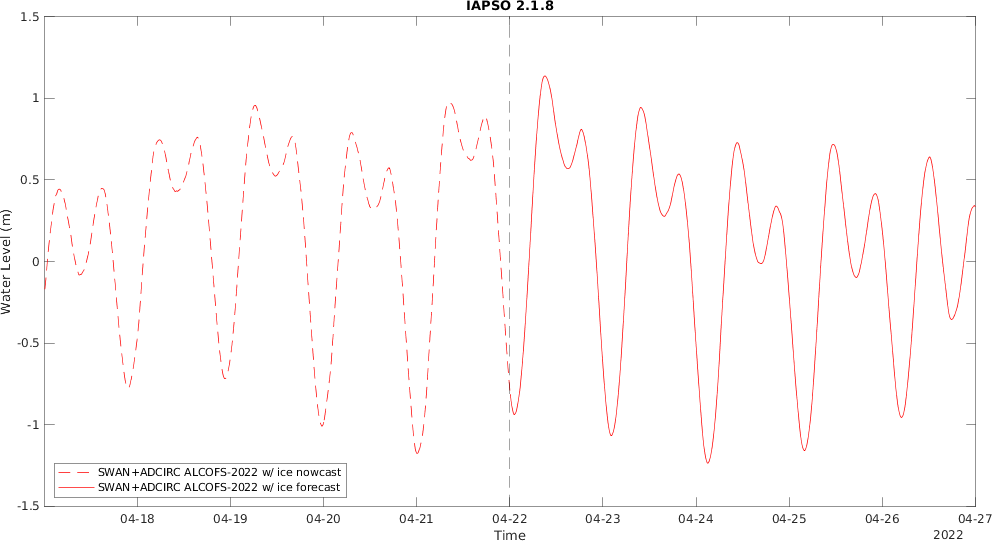 IAPSO 2.1.8
1.5
1
0.5
0
-0.5
-1
-1.5
Water Level (m)
SWAN+ADCIRC ALCOFS-2022 w/ ice nowcast
SWAN+ADCIRC ALCOFS-2022 w/ ice forecast
04-18 04-19 04-20 04-21 04-22 04-23 04-24 04-25 04-26 04-27
Time
2022